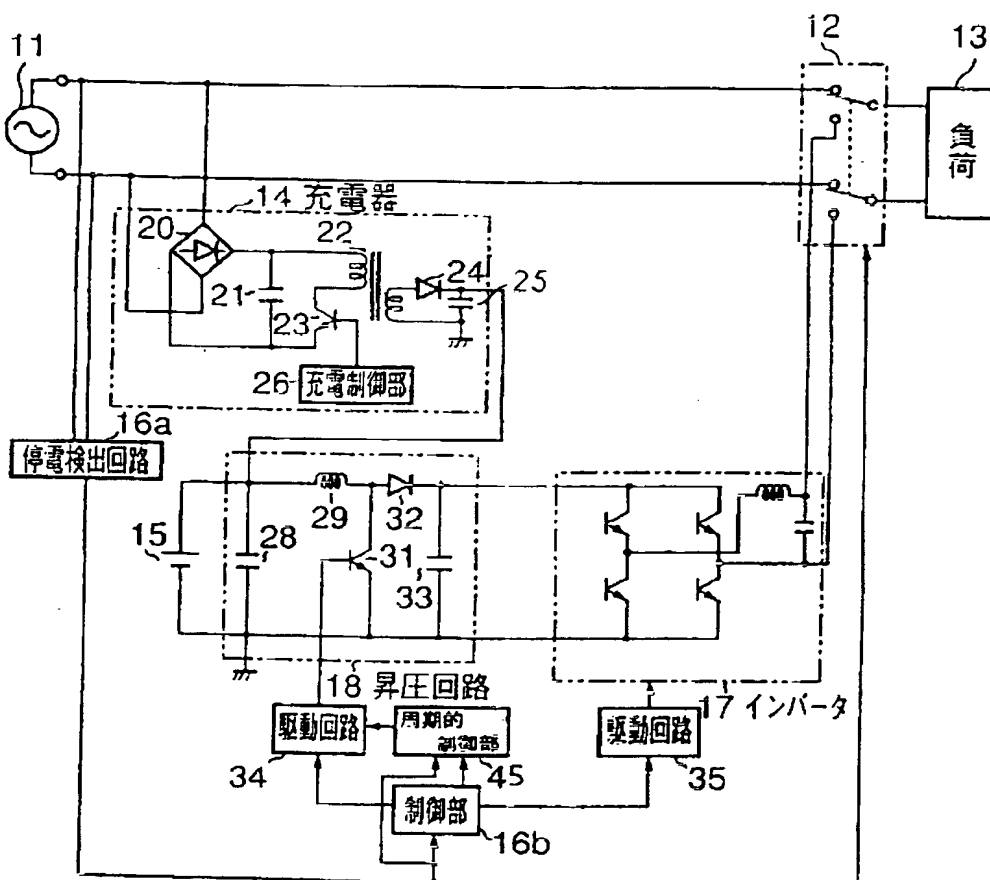 11
12
13
負荷
14 充電器
20
22
24
25
21
23
26
充電制御部
16a
停電検出回路
15
28
29
32
31
33
18 昇圧回路
17 インバータ
駆動回路
34
周期的
制御部
45
駆動回路
35
制御部
16b